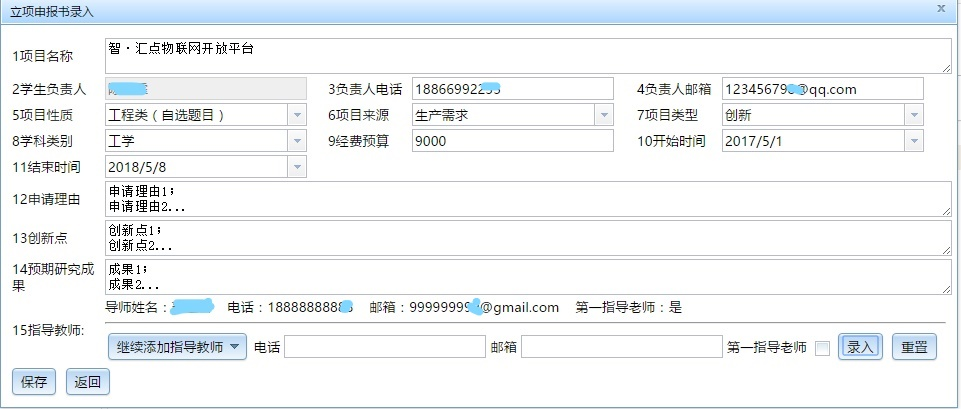 立项申报书录入
1项目名称 智·汇点物联网开放平台
2学生负责人 3负责人电话 188669922 4负责人邮箱 12345679 @qq.com
5项目性质 工程类（自选题目） 6项目来源 生产需求 7项目类型 创新
8学科类别 工学 9经费预算 9000 10开始时间 2017/5/1
11结束时间 2018/5/8
12申请理由 申请理由1；
申请理由2...
13创新点 创新点1；
创新点2...
14预期研究成果 成果1；
成果2...
导师姓名： 电话：188888888 邮箱：99999999 @gmail.com 第一指导老师：是
15指导教师:
继续添加指导教师 电话 邮箱 第一指导老师 录入 重置
保存 返回